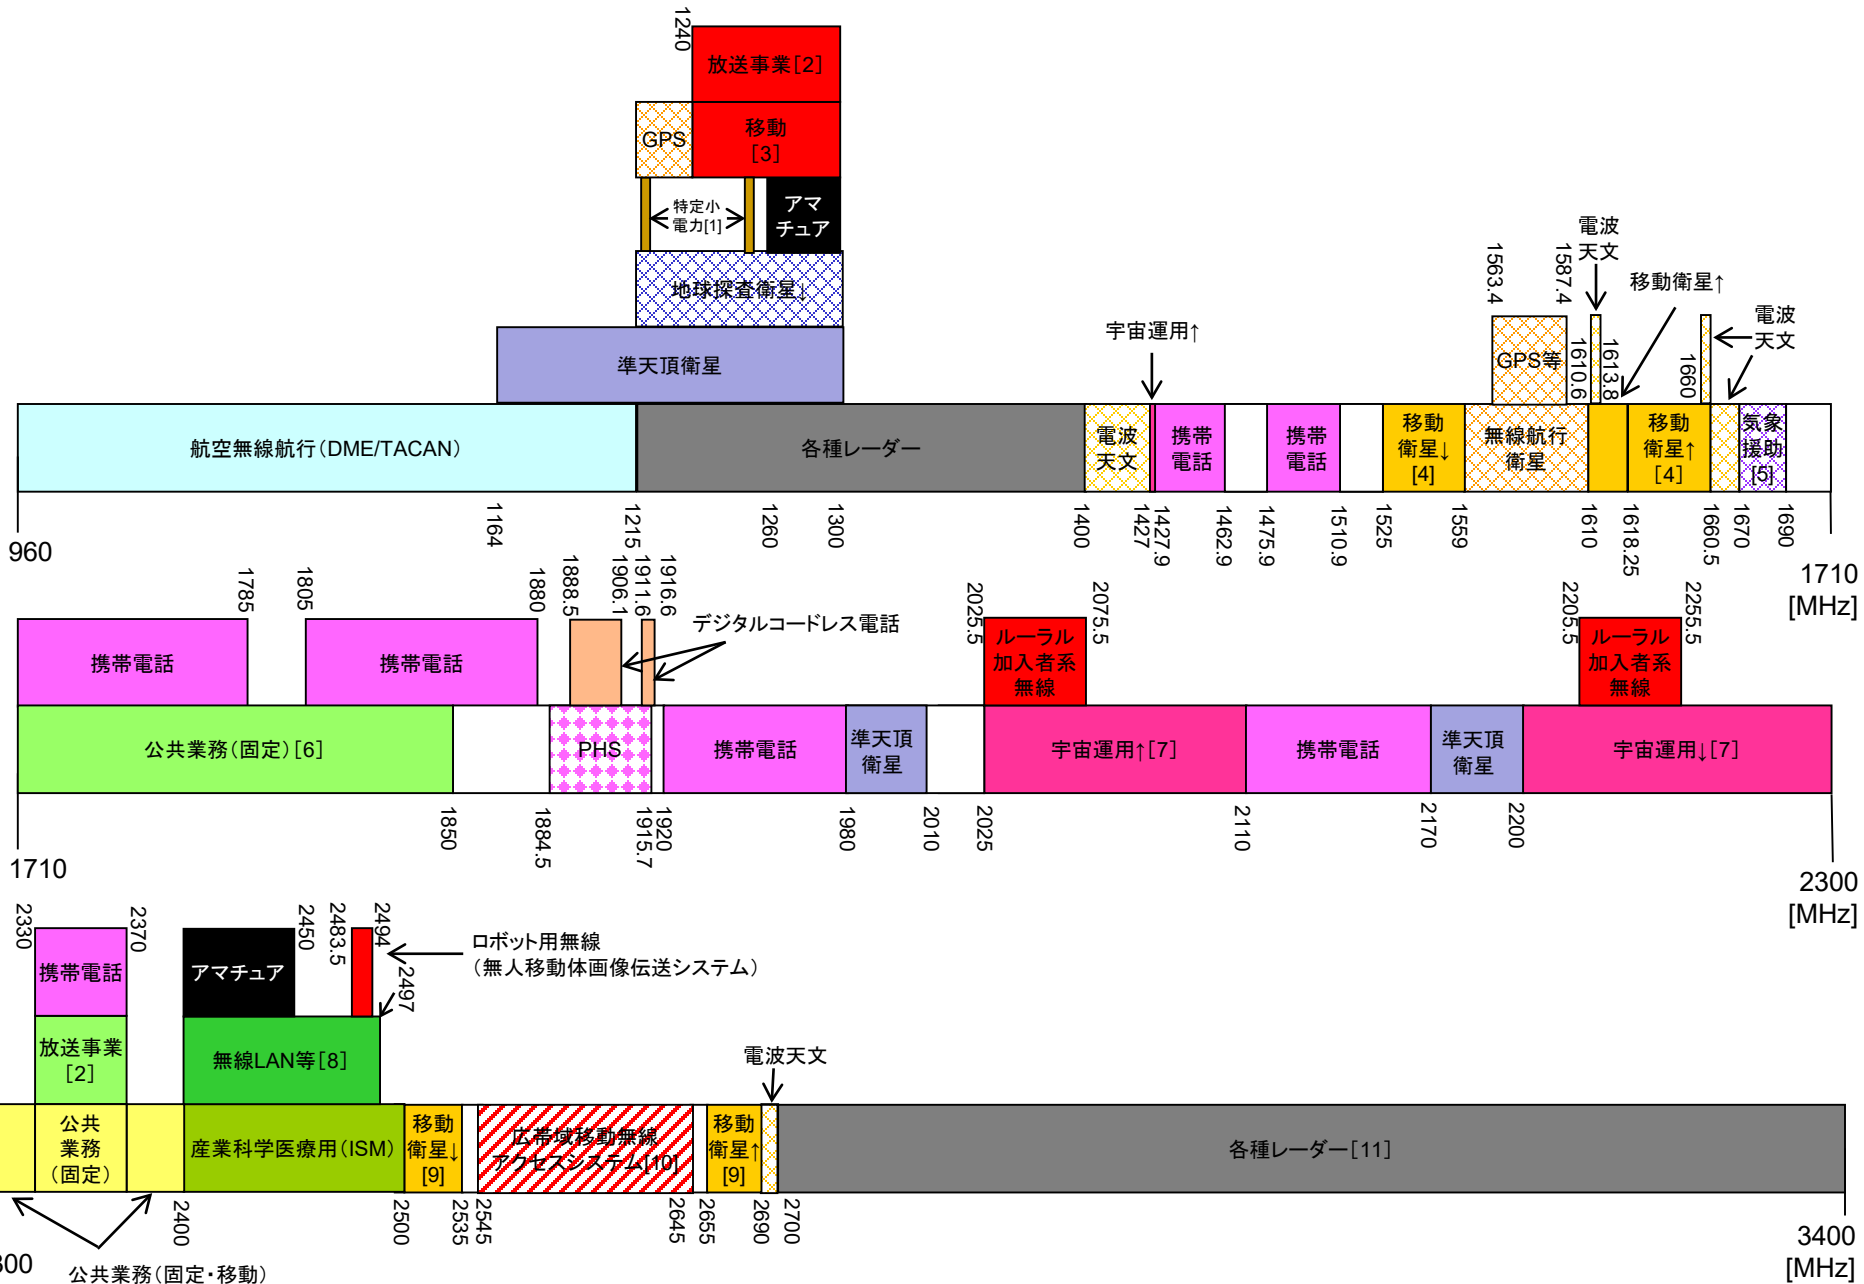 1240
放送事業[2]
GPS
移動
[3]
特定小
電力[1]
アマ
チュア
地球探査衛星↓
準天頂衛星
宇宙運用↑
1563.4
1587.4
電波
天文
移動衛星↑
電波
天文
GPS等
1610.6
1613.8
1660
航空無線航行(DME/TACAN)
各種レーダー
電波
天文
携帯
電話
携帯
電話
移動
衛星↓
[4]
無線航行
衛星
移動
衛星↑
[4]
気象
援助
[5]
960
1164
1215
1260
1300
1400
1427
1427.9
1462.9
1475.9
1510.9
1525
1559
1610
1618.25
1660.5
1670
1690
1710
[MHz]
1785
1805
1880
1888.5
1906.1
1911.6
1916.6
デジタルコードレス電話
2025.5
2075.5
2205.5
2255.5
携帯電話
携帯電話
ルーラル
加入者系
無線
ルーラル
加入者系
無線
公共業務(固定)[6]
PHS
携帯電話
準天頂
衛星
宇宙運用↑[7]
携帯電話
準天頂
衛星
宇宙運用↓[7]
1710
1850
1884.5
1915.7
1920
1980
2010
2025
2110
2170
2200
2300
[MHz]
2330
2370
2450
2483.5
2494
2497
ロボット用無線
(無人移動体画像伝送システム)
携帯電話
アマチュア
放送事業
[2]
無線LAN等[8]
電波天文
公共
業務
(固定)
産業科学医療用(ISM)
移動
衛星↓
[9]
広帯域移動無線
アクセスシステム[10]
移動
衛星↑
[9]
各種レーダー[11]
2400
2500
2535
2545
2645
2655
2690
2700
3400
[MHz]
00
公共業務(固定・移動)